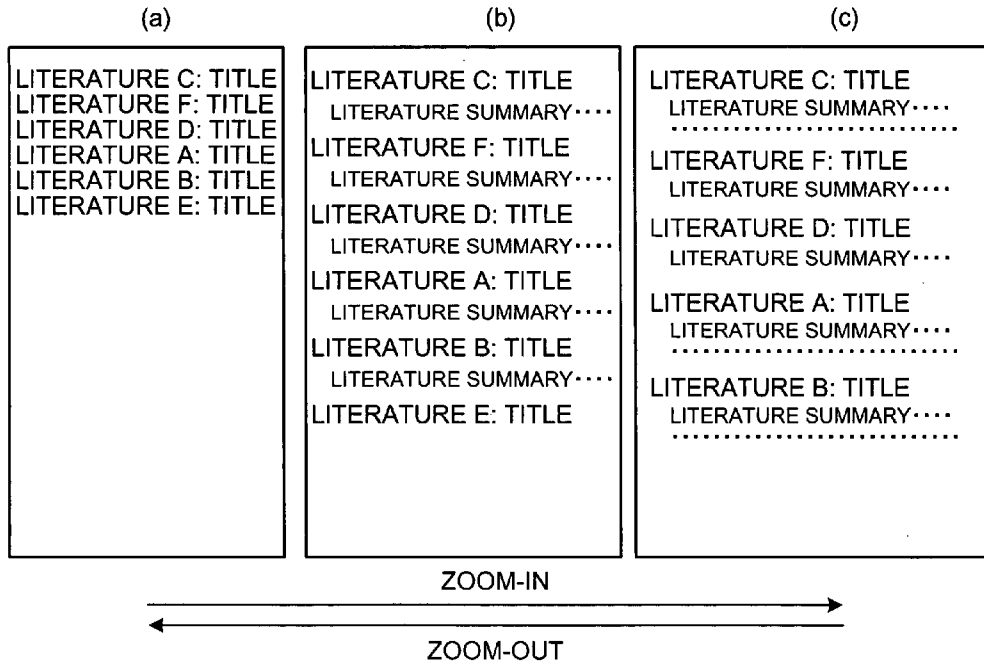 (a)
LITERATURE C: TITLE
LITERATURE F: TITLE
LITERATURE D: TITLE
LITERATURE A: TITLE
LITERATURE B: TITLE
LITERATURE E: TITLE
(b)
LITERATURE C: TITLE
LITERATURE SUMMARY····
LITERATURE F: TITLE
LITERATURE SUMMARY····
LITERATURE D: TITLE
LITERATURE SUMMARY····
LITERATURE A: TITLE
LITERATURE SUMMARY····
LITERATURE B: TITLE
LITERATURE SUMMARY····
LITERATURE E: TITLE
(c)
LITERATURE C: TITLE
LITERATURE SUMMARY····
LITERATURE F: TITLE
LITERATURE SUMMARY····
LITERATURE D: TITLE
LITERATURE SUMMARY····
LITERATURE A: TITLE
LITERATURE SUMMARY····
LITERATURE B: TITLE
LITERATURE SUMMARY····
ZOOM-IN
ZOOM-OUT